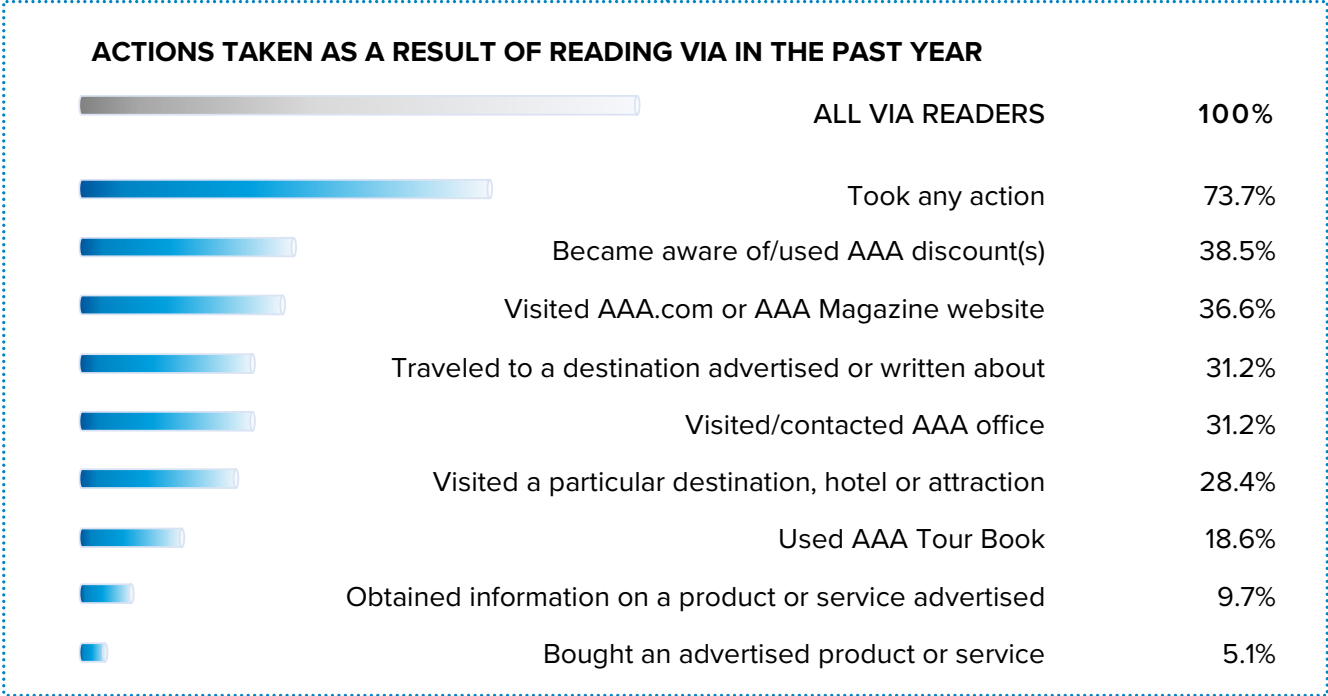 ACTIONS TAKEN AS A RESULT OF READING VIA IN THE PAST YEAR
ALL VIA READERS 100%
Took any action 73.7%
Became aware of/used AAA discount(s) 38.5%
Visited AAA.com or AAA Magazine website 36.6%
Traveled to a destination advertised or written about 31.2%
Visited/contacted AAA office 31.2%
Visited a particular destination, hotel or attraction 28.4%
Used AAA Tour Book 18.6%
Obtained information on a product or service advertised 9.7%
Bought an advertised product or service 5.1%